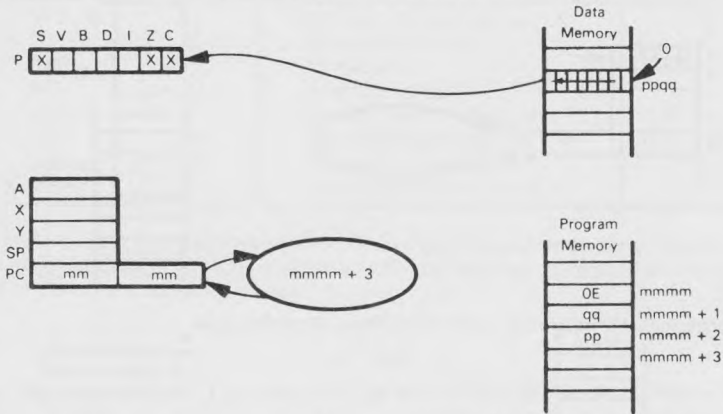 S V B D I Z C
P X X X
Data
Memory
0
ppqq
A
X
Y
SP
PC mm mm
mmmm + 3
Program
Memory
0E mmmm
qq mmmm + 1
pp mmmm + 2
mmmm + 3